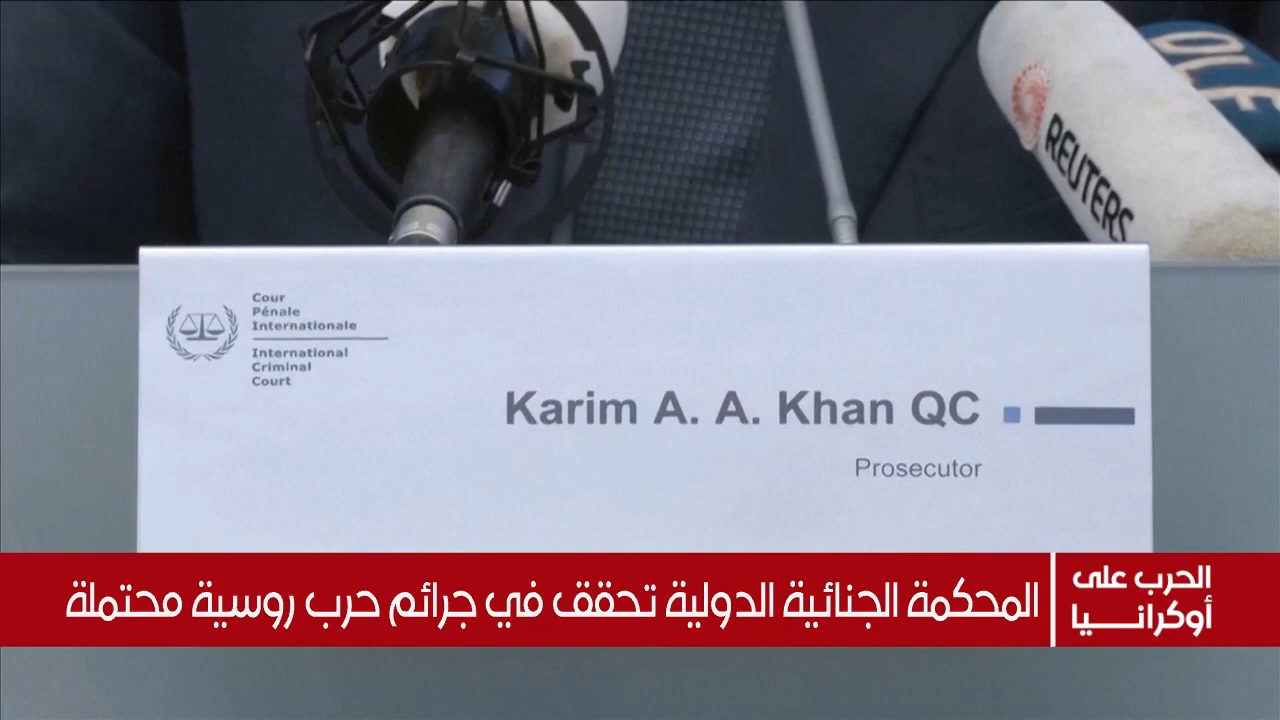 REUTERS
DLF
Cour
Pénale
Internationale
International
Criminal
Court
Karim A. A. Khan QC
Prosecutor
الحرب على
أوكرانيا
المحكمة الجنائية الدولية تحقق في جرائم حرب روسية محتملة